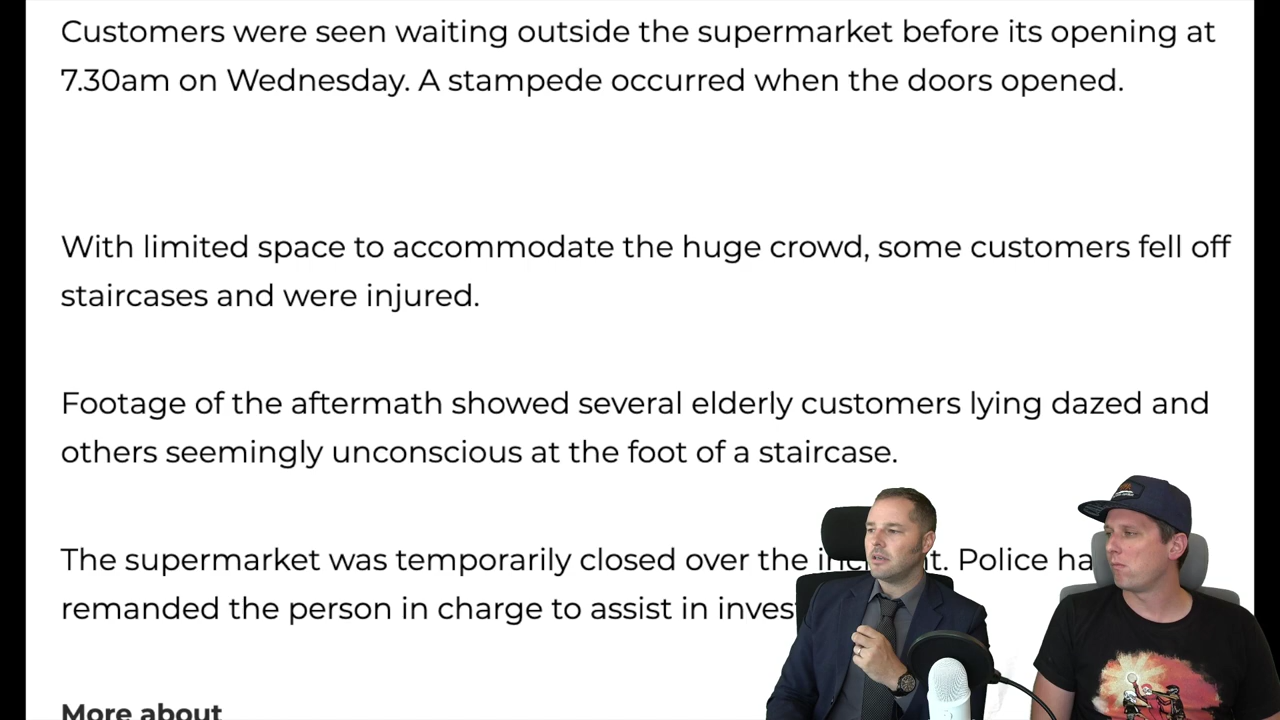 Customers were seen waiting outside the supermarket before its opening at
7.30am on Wednesday. A stampede occurred when the doors opened.
With limited space to accommodate the huge crowd, some customers fell off
staircases and were injured.
Footage of the aftermath showed several elderly customers lying dazed and
others seemingly unconscious at the foot of a staircase.
The supermarket was temporarily closed over the Police
remanded the person in charge to assist in
More about